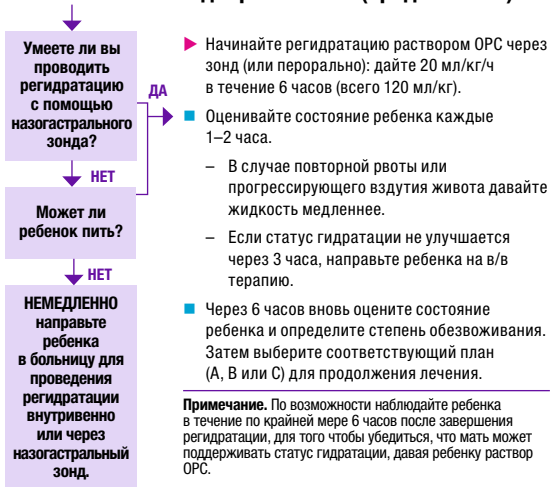 Умеете ли вы
проводить
регидратацию
с помощью
назогастрального
зонда?
ДА
НЕТ
Может ли
ребенок пить?
НЕТ
НЕМЕДЛЕННО
направьте
ребенка
в больницу для
проведения
регидратации
внутривенно
или через
назогастральный
зонд.
Начинайте регидратацию раствором ОРС через
зонд (или перорально): дайте 20 мл/кг/ч
в течение 6 часов (всего 120 мл/кг).
Оценивайте состояние ребенка каждые
1–2 часа.
– В случае повторной рвоты или
прогрессирующего вздутия живота давайте
жидкость медленнее.
– Если статус гидратации не улучшается
через 3 часа, направьте ребенка на в/в
терапию.
Через 6 часов вновь оцените состояние
ребенка и определите степень обезвоживания.
Затем выберите соответствующий план
(А, В или С) для продолжения лечения.
Примечание. По возможности наблюдайте ребенка
в течение по крайней мере 6 часов после завершения
регидратации, для того чтобы убедиться, что мать может
поддерживать статус гидратации, давая ребенку раствор
ОРС.